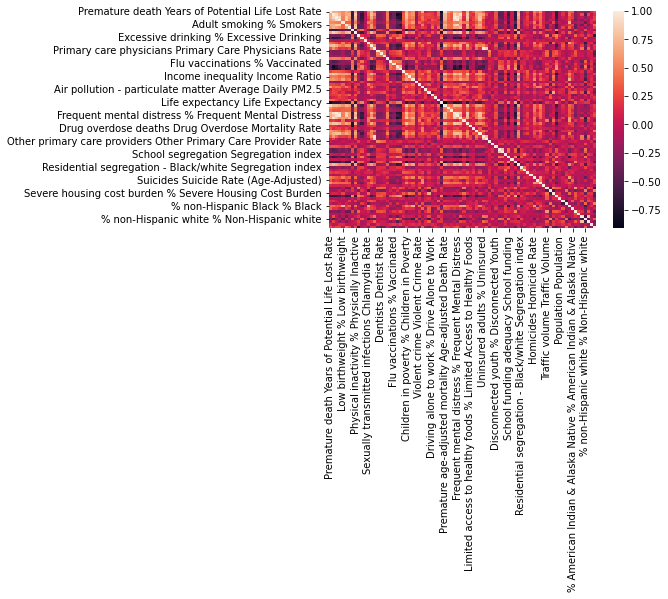 Premature death Years of Potential Life Lost Rate
Adult smoking % Smokers
Excessive drinking % Excessive Drinking
Primary care physicians Primary Care Physicians Rate
Flu vaccinations % Vaccinated
Income inequality Income Ratio
Air pollution - particulate matter Average Daily PM2.5
Life expectancy Life Expectancy
Frequent mental distress % Frequent Mental Distress
Drug overdose deaths Drug Overdose Mortality Rate
Other primary care providers Other Primary Care Provider Rate
School segregation Segregation index
Residential segregation - Black/white Segregation index
Suicides Suicide Rate (Age-Adjusted)
Severe housing cost burden % Severe Housing Cost Burden
% non-Hispanic Black % Black
% non-Hispanic white % Non-Hispanic white
Premature death Years of Potential Life Lost Rate
Low birthweight % Low birthweight
Physical inactivity % Physically Inactive
Sexually transmitted infections Chlamydia Rate
Dentists Dentist Rate
Flu vaccinations % Vaccinated
Children in poverty % Children in Poverty
Violent crime Violent Crime Rate
Driving alone to work % Drive Alone to Work
Premature age-adjusted mortality Age-adjusted Death Rate
Frequent mental distress % Frequent Mental Distress
Limited access to healthy foods % Limited Access to Healthy Foods
Uninsured adults % Uninsured
Disconnected youth % Disconnected Youth
School funding adequacy School funding
Residential segregation - Black/white Segregation index
Homicides Homicide Rate
Traffic volume Traffic Volume
Population Population
% American Indian & Alaska Native % American Indian & Alaska Native
% non-Hispanic white % Non-Hispanic white
1.00
0.75
0.50
0.25
0.00
−0.25
−0.50
−0.75